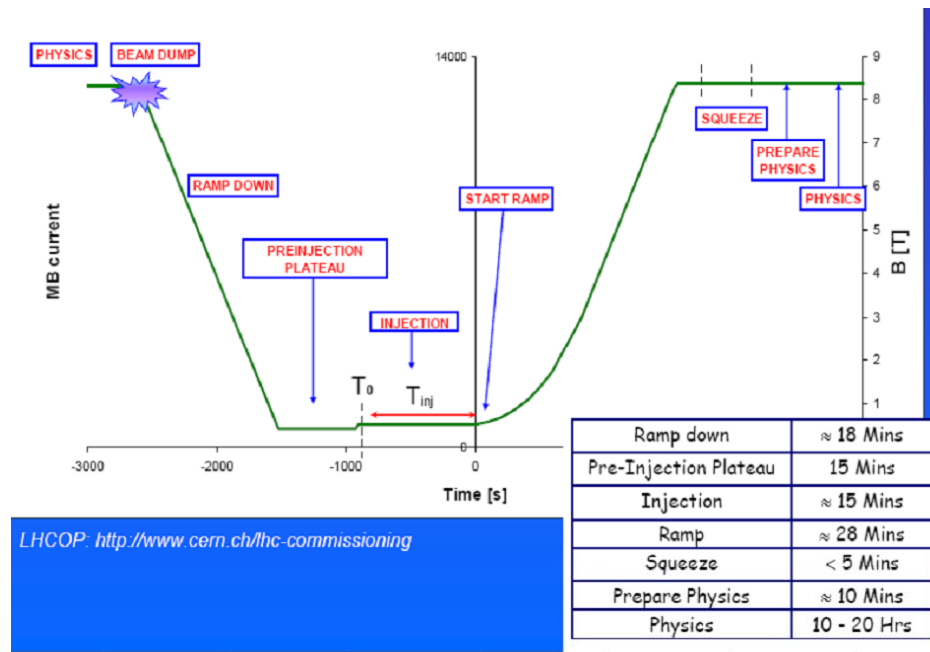 PHYSICS
BEAM DUMP
14000
9
8
SQUEEZE
PREPARE
PHYSICS
RAMP DOWN
START RAMP
PHYSICS
6
5
MB current
B [T]
PREINJECTION
PLATEAU
INJECTION
3
2
T₀
Tinj
1
0
-3000
-2000
-1000
0
Time [s]
Ramp down ≈ 18 Mins
Pre-Injection Plateau 15 Mins
Injection ≈ 15 Mins
Ramp ≈ 28 Mins
Squeeze < 5 Mins
Prepare Physics ≈ 10 Mins
Physics 10 - 20 Hrs
LHCOP: http://www.cern.ch/lhc-commissioning